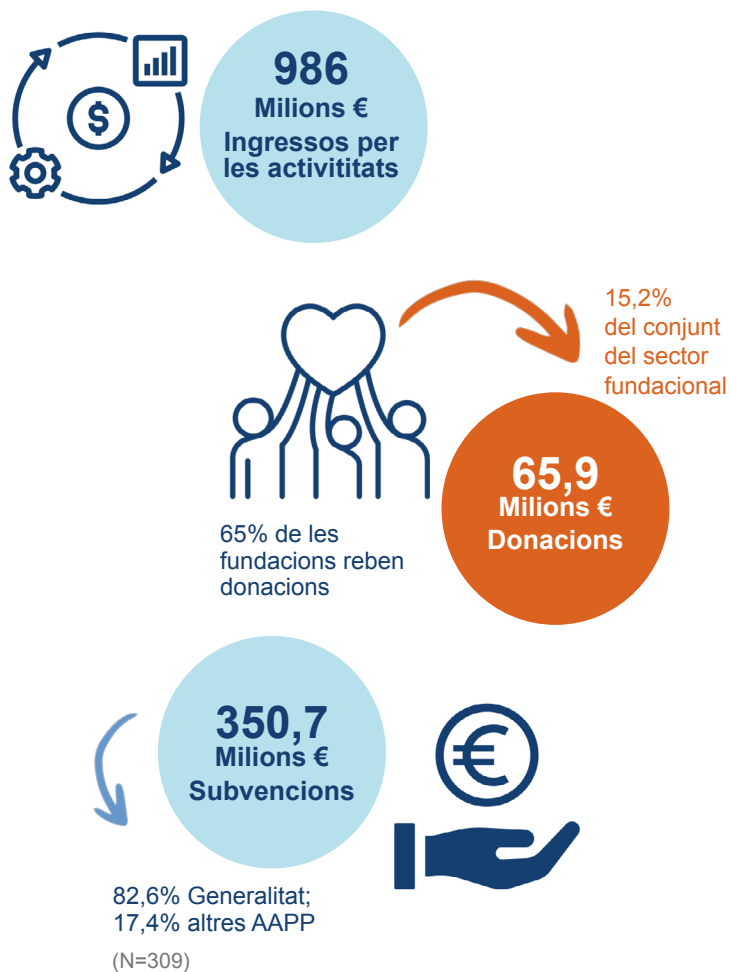 $
986
Milions €
Ingressos per
les activititats
15,2%
del conjunt
del sector
fundacional
65,9
Milions €
Donacions
65% de les
fundacions reben
donacions
350,7
Milions €
Subvencions
€
82,6% Generalitat;
17,4% altres AAPP
(N=309)